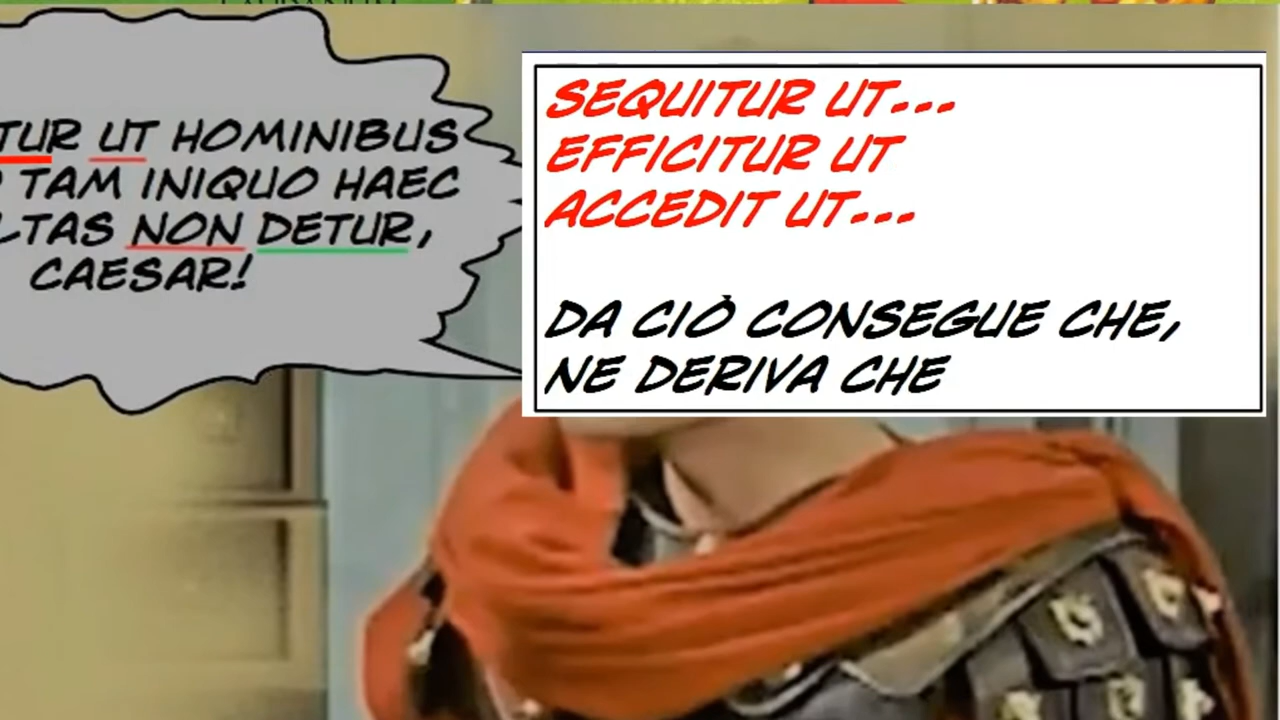 TUR UT HOMINIBUS
TAM INIQUO HAEC
LTAS NON DETUR,
CAESAR!
SEQUITUR UT...
EFFICITUR UT
ACCEDIT UT...
DA CIÒ CONSEGUE CHE,
NE DERIVA CHE